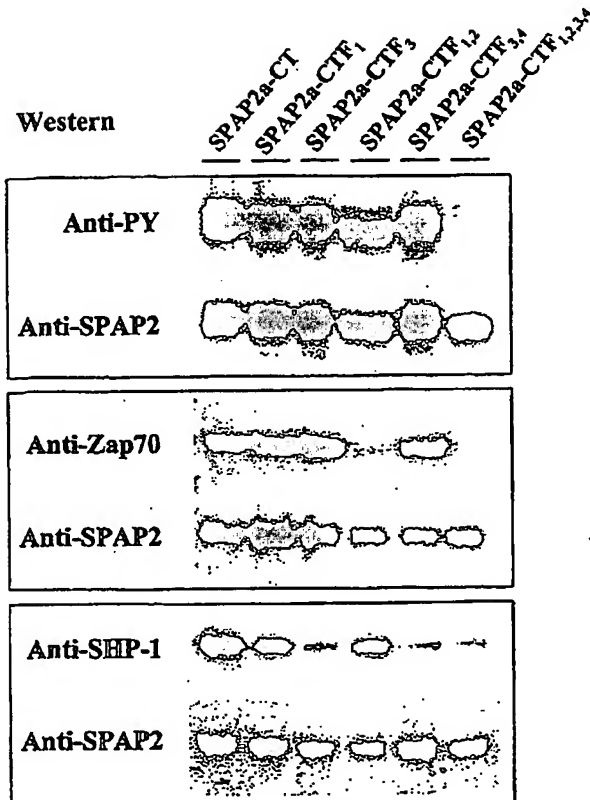 SPAP2a-CT
SPAP2a-CTF1
SPAP2a-CTF3
SPAP2a-CTF1,2
SPAP2a-CTF3,4
SPAP2a-CTF1,2,3,4
Western
Anti-PY
Anti-SPAP2
Anti-Zap70
Anti-SPAP2
Anti-SHP-1
Anti-SPAP2